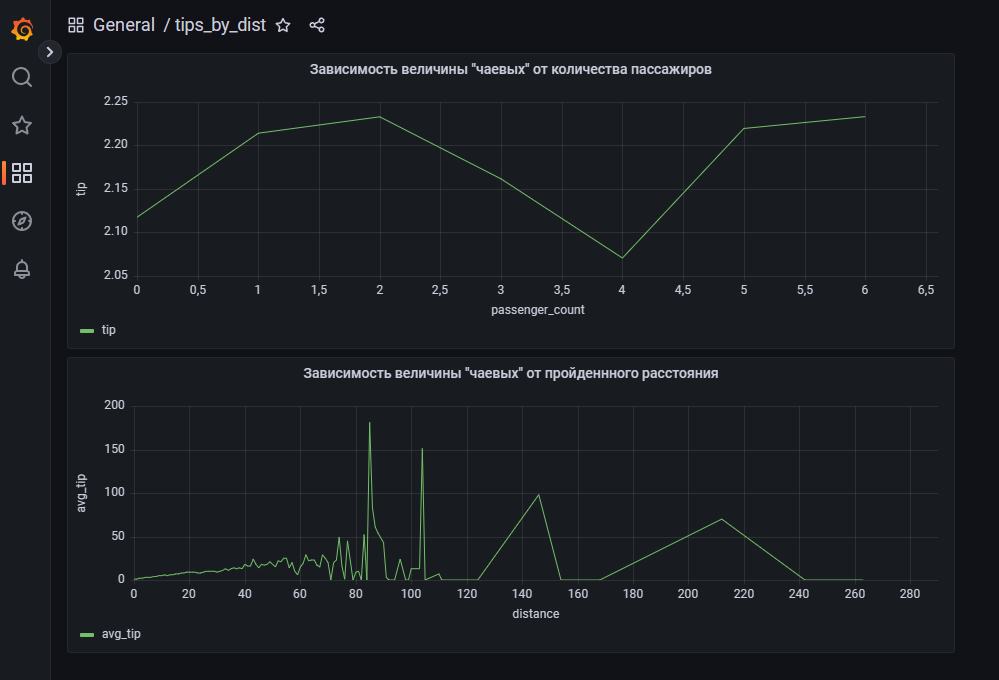 General / tips_by_dist
Зависимость величины "чаевых" от количества пассажиров
2.25
2.20
2.15
2.10
2.05
tip
0 0,5 1 1,5 2 2,5 3 3,5 4 4,5 5 5,5 6 6,5
passenger_count
tip
Зависимость величины "чаевых" от пройденнного расстояния
200
150
100
50
0
avg_tip
0 20 40 60 80 100 120 140 160 180 200 220 240 260 280
distance
avg_tip